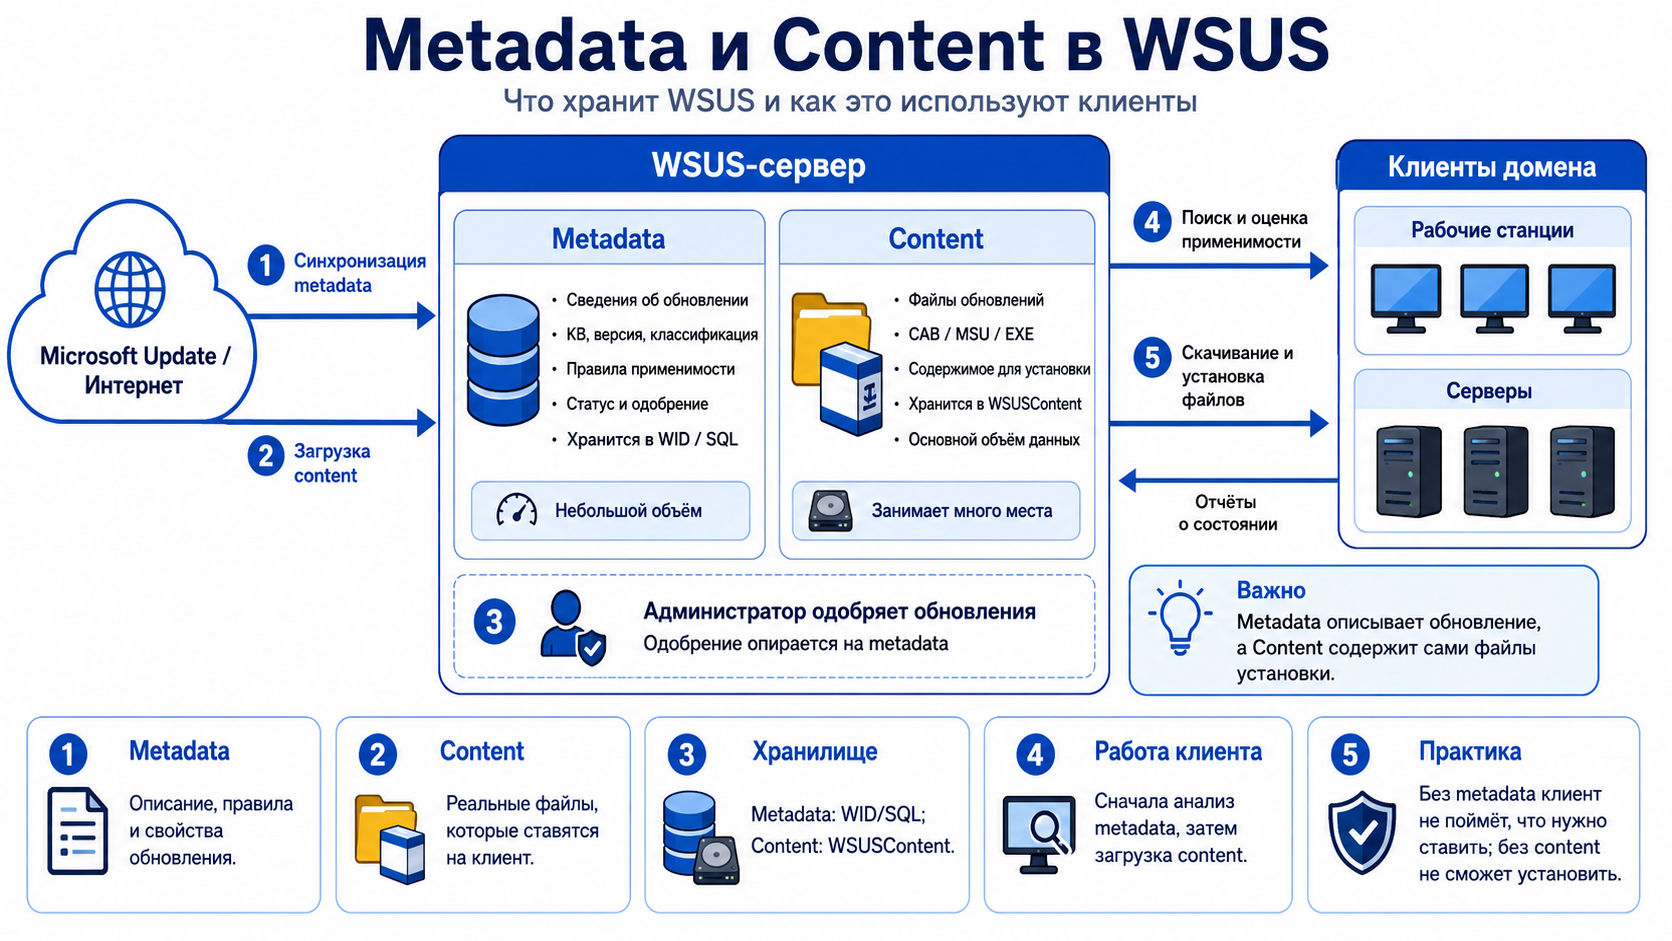 Metadata и Content в WSUS
Что хранит WSUS и как это используют клиенты
Microsoft Update /
Интернет
1
Синхронизация
metadata
2
Загрузка
content
WSUS-сервер
Metadata
• Сведения об обновлении
• КВ, версия, классификация
• Правила применимости
• Статус и одобрение
• Хранится в WID / SQL
Небольшой объём
Content
• Файлы обновлений
• CAB / MSU / EXE
• Содержимое для установки
• Хранится в WSUSContent
• Основной объём данных
Занимает много места
3
Администратор одобряет обновления
Одобрение опирается на metadata
4
Поиск и оценка
применимости
5
Скачивание и
установка
файлов
Отчёты
о состоянии
Клиенты домена
Рабочие станции
Серверы
Важно
Metadata описывает обновление,
а Content содержит сами файлы
установки.
1
Metadata
Описание, правила
и свойства
обновления.
2
Content
Реальные файлы,
которые ставятся
на клиент.
3
Хранилище
Metadata: WID/SQL;
Content: WSUSContent.
4
Работа клиента
Сначала анализ
metadata, затем
загрузка content.
5
Практика
Без metadata клиент
не поймёт, что нужно
ставить; без content
не сможет установить.